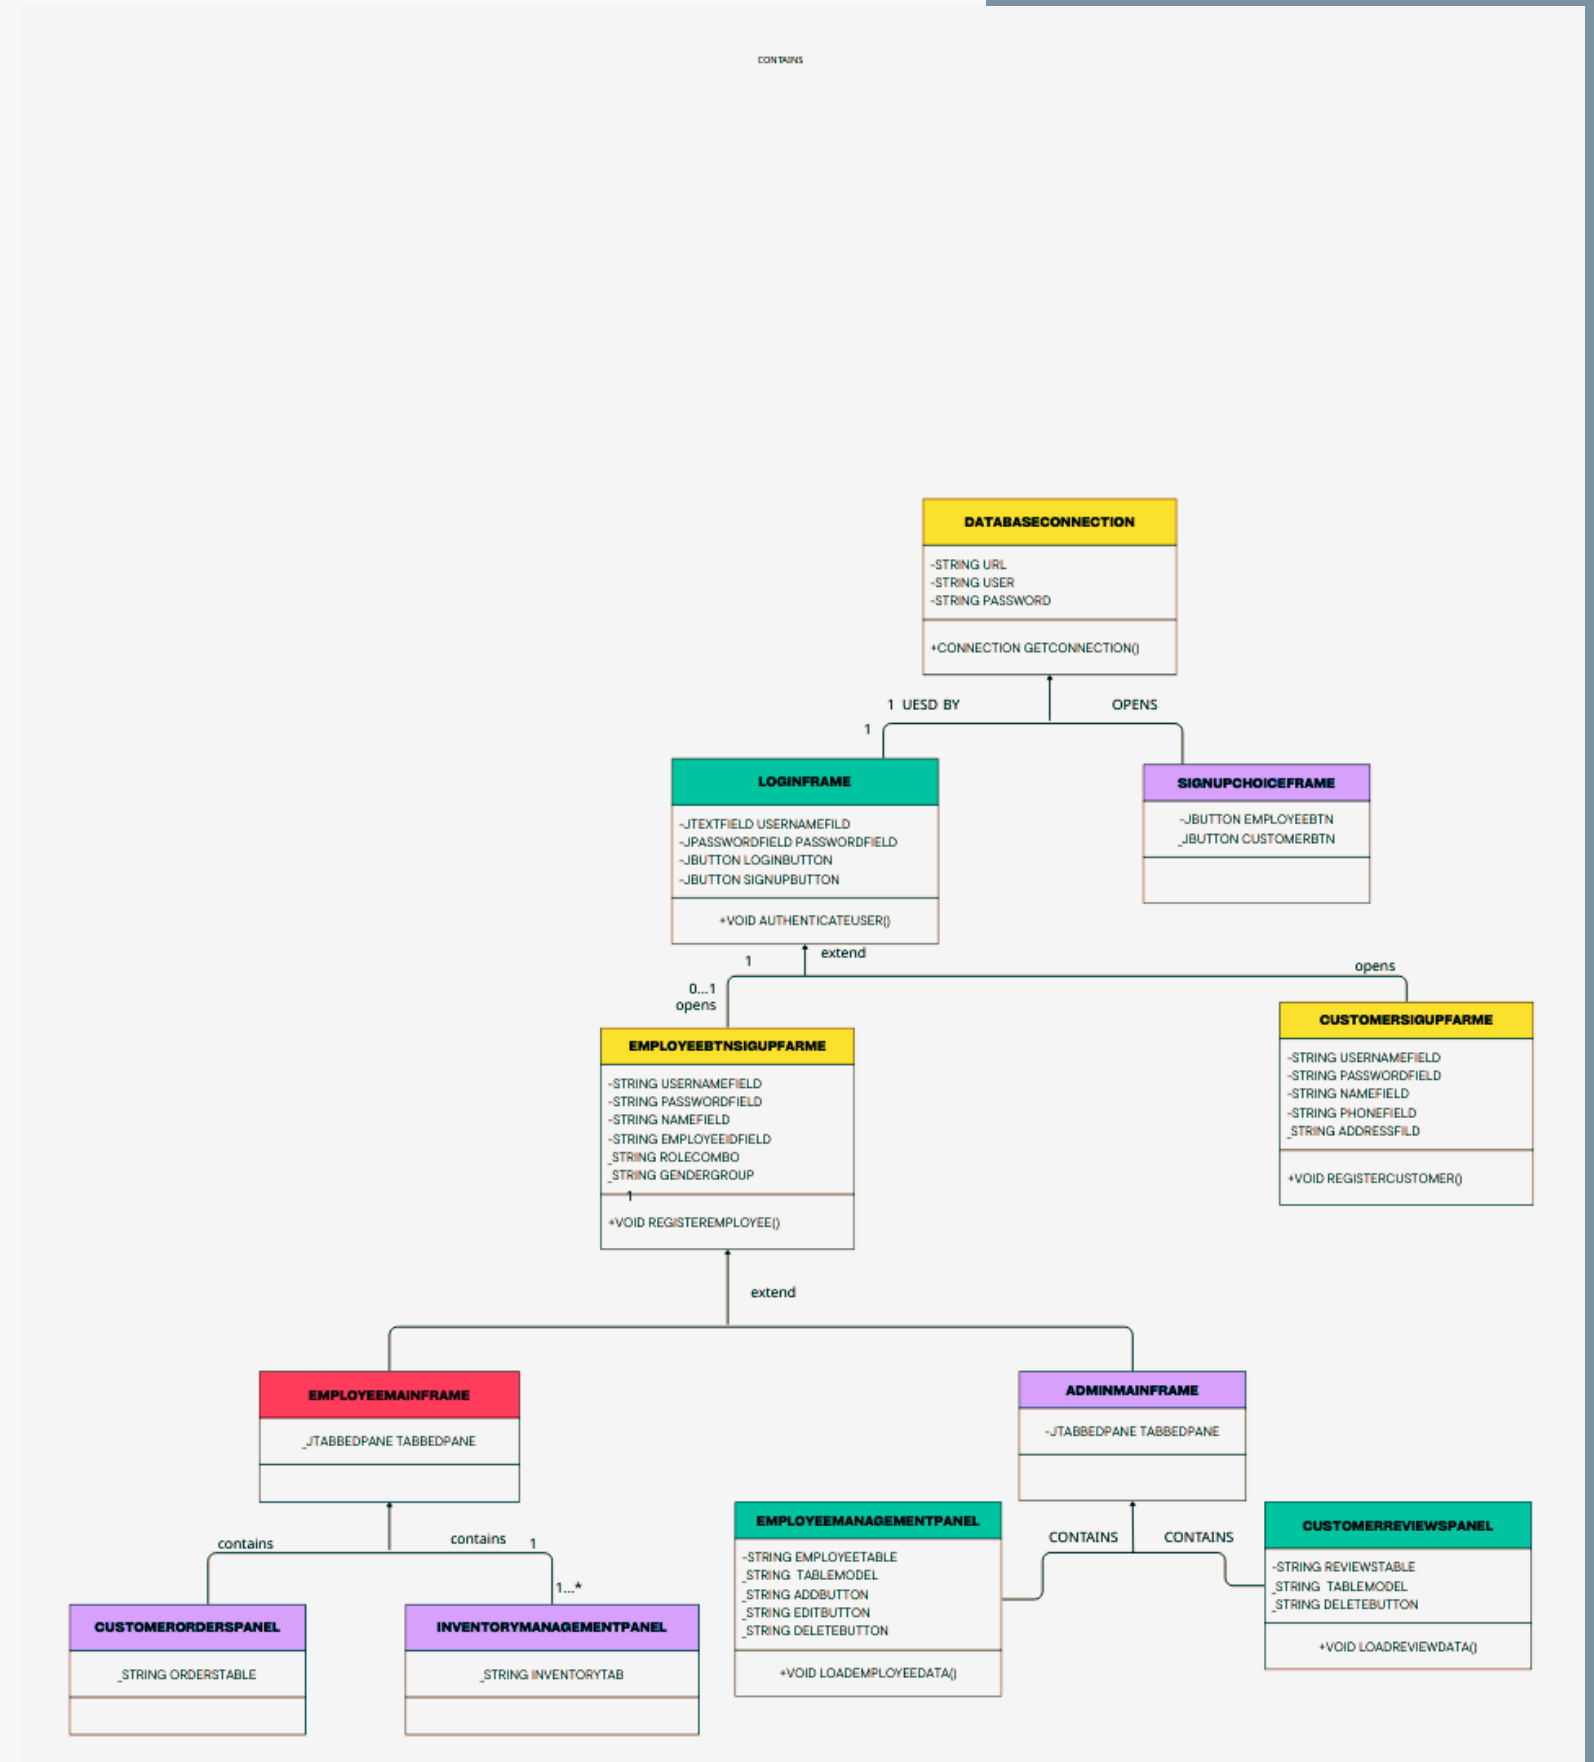 CONTAINS
DATABASECONNECTION
-STRING URL
-STRING USER
-STRING PASSWORD
+CONNECTION GETCONNECTION()
1 UESD BY
OPENS
1
LOGINFRAME
-JTEXTFIELD USERNAMEFILD
-JPASSWORDFIELD PASSWORDFIELD
-JBUTTON LOGINBUTTON
-JBUTTON SIGNUPBUTTON
+VOID AUTHENTICATEUSER()
SIGNUPCHOICEFRAME
-JBUTTON EMPLOYEEBTN
_JBUTTON CUSTOMERBTN
extend
1
opens
0...1
opens
EMPLOYEEBTNSIGUPFARME
-STRING USERNAMEFIELD
-STRING PASSWORDFIELD
-STRING NAMEFIELD
-STRING EMPLOYEEIDFIELD
_STRING ROLECOMBO
_STRING GENDERGROUP
1
+VOID REGISTEREMPLOYEE()
CUSTOMERSIGUPFARME
-STRING USERNAMEFIELD
-STRING PASSWORDFIELD
-STRING NAMEFIELD
-STRING PHONEFIELD
_STRING ADDRESSFILD
+VOID REGISTERCUSTOMER()
extend
EMPLOYEEMAINFRAME
_JTABBEDPANE TABBEDPANE
ADMINMAINFRAME
-JTABBEDPANE TABBEDPANE
contains
contains
1
1...*
CUSTOMERORDERSPANEL
_STRING ORDERSTABLE
INVENTORYMANAGEMENTPANEL
_STRING INVENTORYTAB
EMPLOYEEMANAGEMENTPANEL
-STRING EMPLOYEETABLE
_STRING TABLEMODEL
_STRING ADDBUTTON
_STRING EDITBUTTON
_STRING DELETEBUTTON
+VOID LOADEMPLOYEEDATA()
CONTAINS
CONTAINS
CUSTOMERREVIEWSPANEL
-STRING REVIEWSTABLE
_STRING TABLEMODEL
_STRING DELETEBUTTON
+VOID LOADREVIEWDATA()